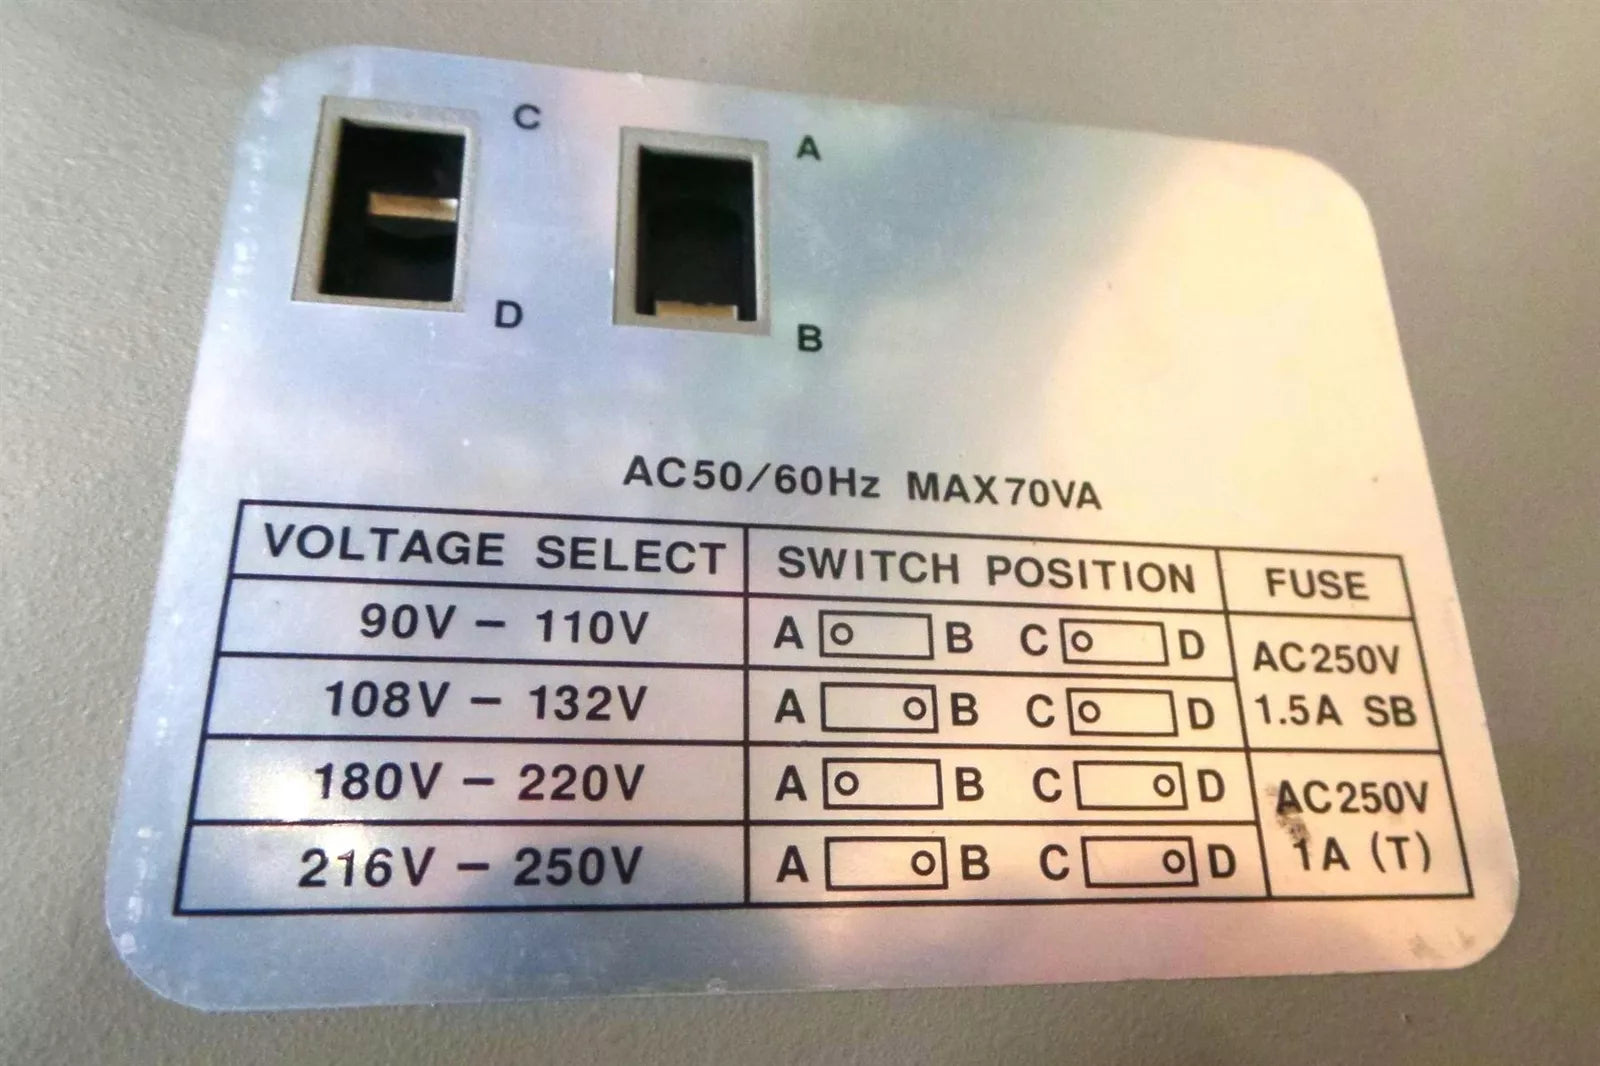 C A
D B
AC50/60Hz MAX70VA
VOLTAGE SELECT SWITCH POSITION FUSE
90V – 110V A B C D AC250V
108V – 132V A B C D 1.5A SB
180V – 220V A B C D AC250V
216V – 250V A B C D 1A (T)